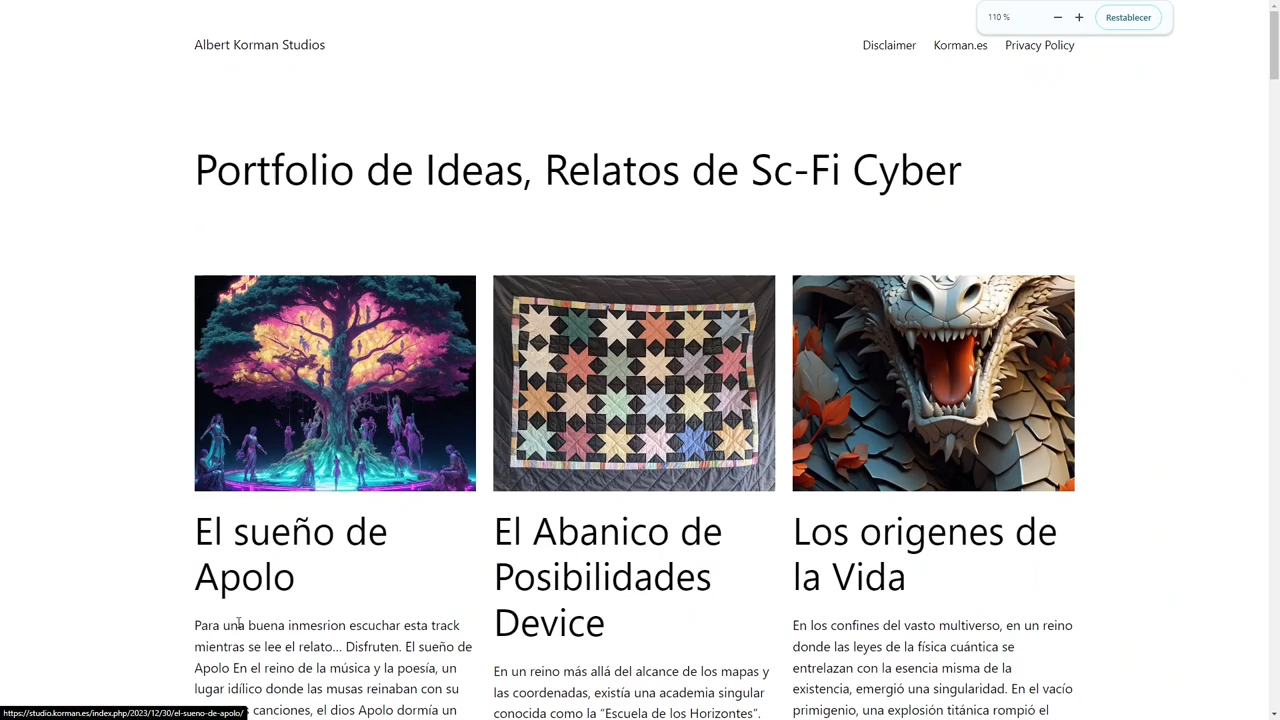 110 %
Restablecer
Albert Korman Studios
Disclaimer
Korman.es
Privacy Policy
Portfolio de Ideas, Relatos de Sc-Fi Cyber
El sueño de
Apolo
Para una buena inmesrion escuchar esta track
mientras se lee el relato... Disfruten. El sueño de
Apolo En el reino de la música y la poesía, un
lugar idílico donde las musas reinaban con su
canciones, el dios Apolo dormía un
El Abanico de
Posibilidades
Device
En un reino más allá del alcance de los mapas y
las coordenadas, existía una academia singular
conocida como la “Escuela de los Horizontes”.
Los origenes de
la Vida
En los confines del vasto multiverso, en un reino
donde las leyes de la física cuántica se
entrelazan con la esencia misma de la
existencia, emergió una singularidad. En el vacío
primigenio, una explosión titánica rompió el
https://studio.korman.es/index.php/2023/12/30/el-sueno-de-apolo/